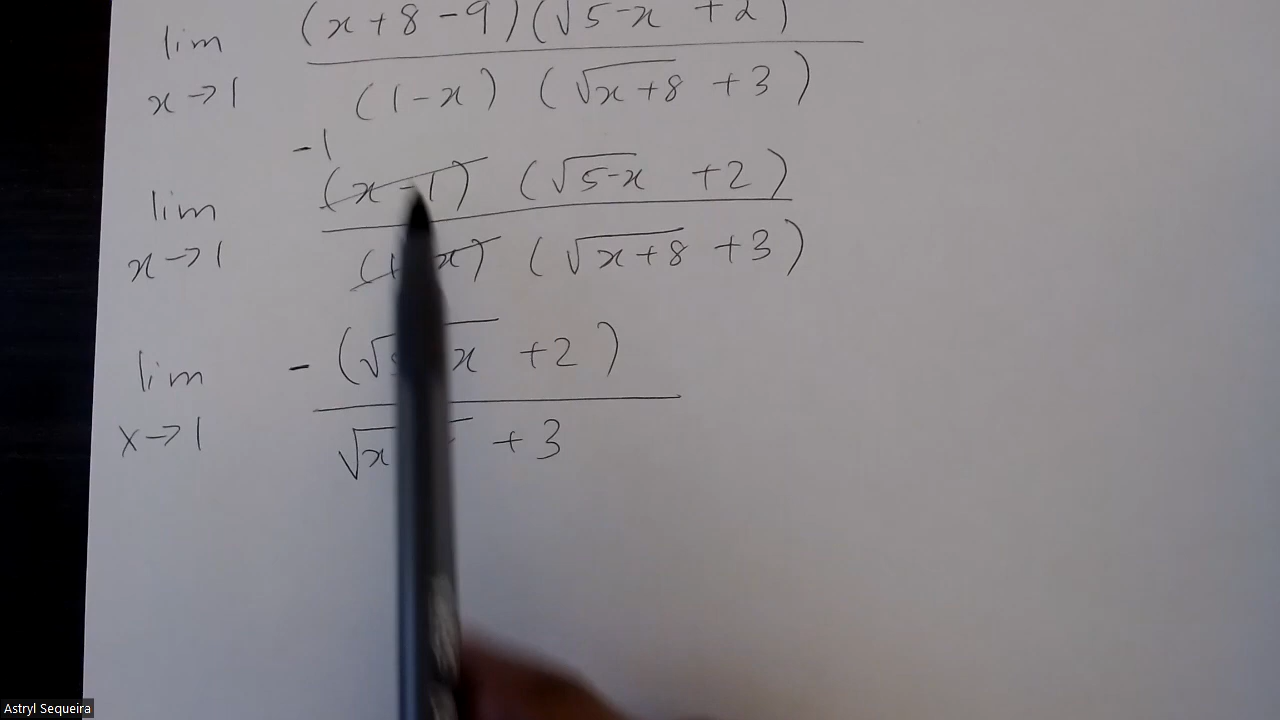 lim (x + 8 - 9)(√5-x + 2)
x → 1 (1 - x) (√x+8 + 3)
-1
lim (x - 1) (√5-x + 2)
x → 1 (1 x) (√x+8 + 3)
lim - (√ x + 2)
x → 1 √x + 3
Astryl Sequeira